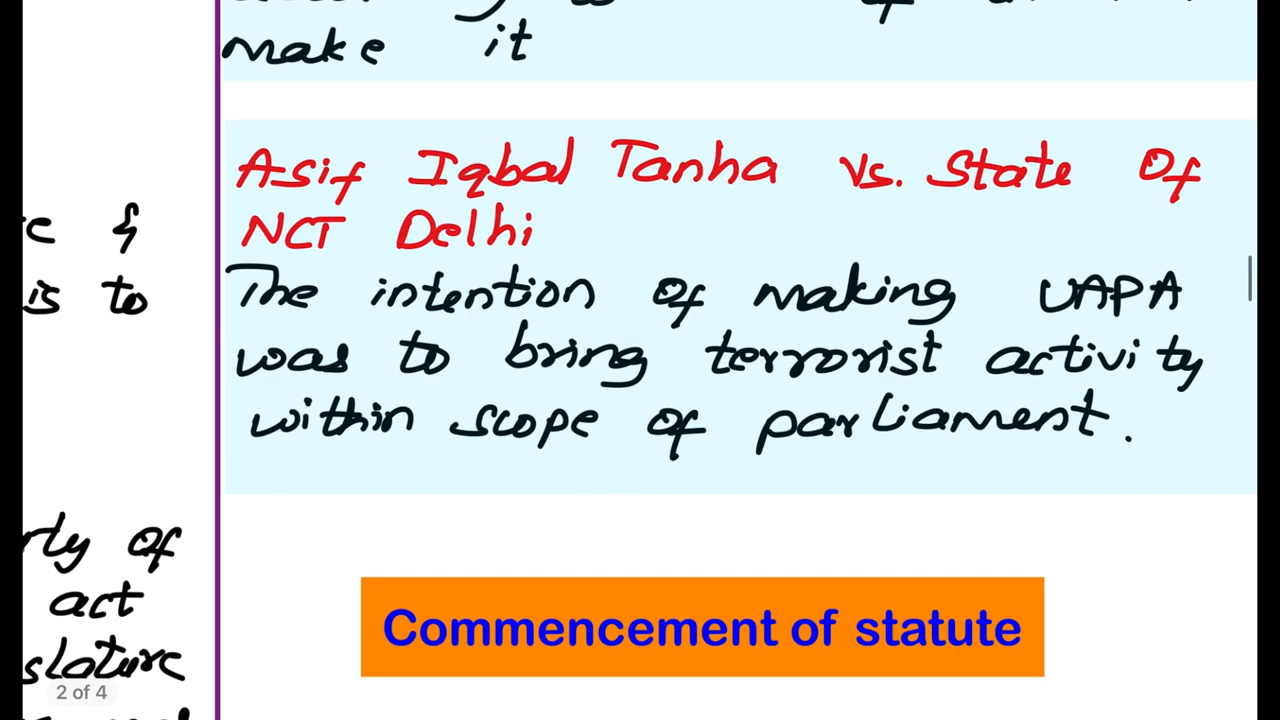 make it
Asif Iqbal Tanha Vs. State Of
NCT Delhi
The intention of making UAPA
was to bring terrorist activity
within scope of parliament.
Commencement of statute
is to
Of
act
2 of 4